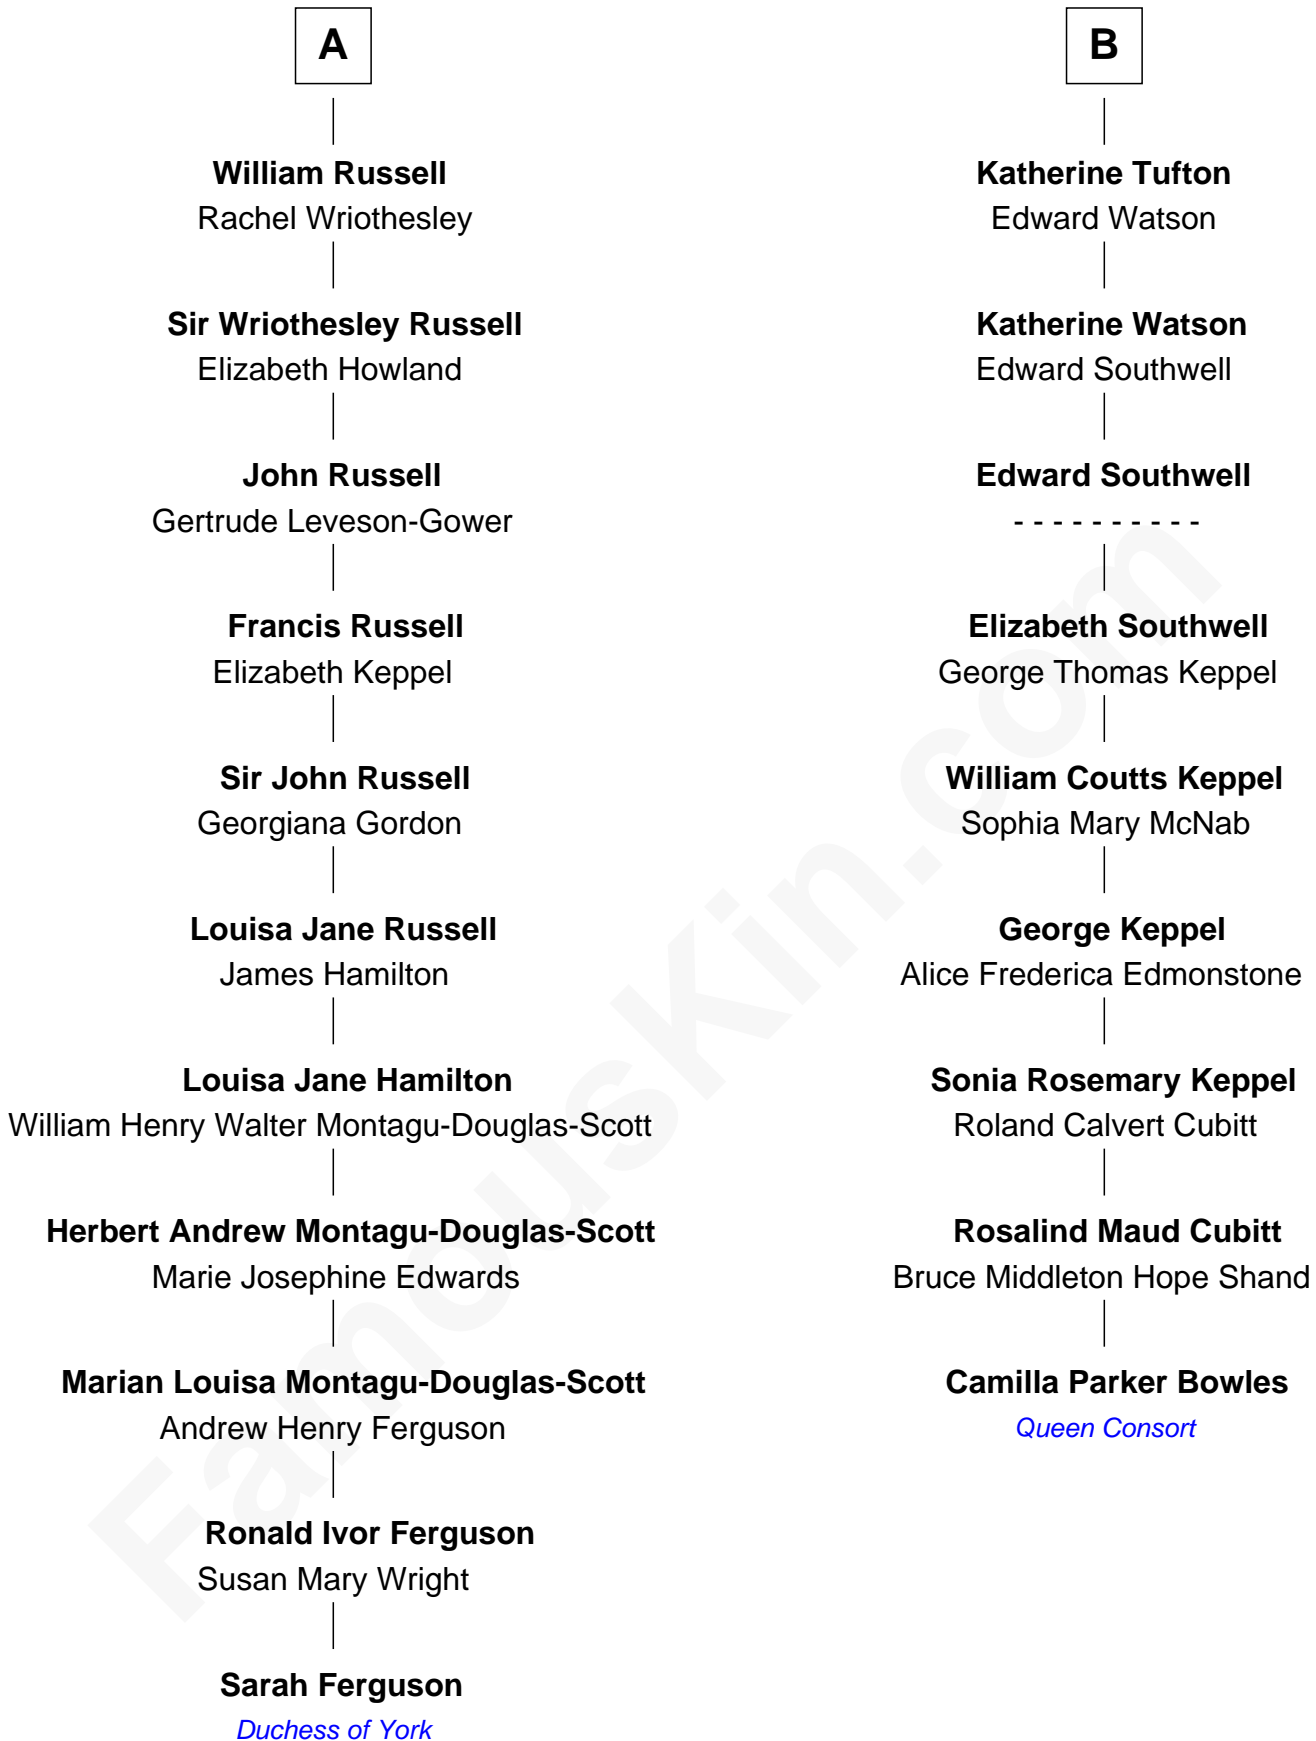 A
William Russell
Rachel Wriothesley
Sir Wriothesley Russell
Elizabeth Howland
John Russell
Gertrude Leveson-Gower
Francis Russell
Elizabeth Keppel
Sir John Russell
Georgiana Gordon
Louisa Jane Russell
James Hamilton
Louisa Jane Hamilton
William Henry Walter Montagu-Douglas-Scott
Herbert Andrew Montagu-Douglas-Scott
Marie Josephine Edwards
Marian Louisa Montagu-Douglas-Scott
Andrew Henry Ferguson
Ronald Ivor Ferguson
Susan Mary Wright
Sarah Ferguson
Duchess of York
B
Katherine Tufton
Edward Watson
Katherine Watson
Edward Southwell
Edward Southwell
- - - - - - - - - -
Elizabeth Southwell
George Thomas Keppel
William Coutts Keppel
Sophia Mary McNab
George Keppel
Alice Frederica Edmonstone
Sonia Rosemary Keppel
Roland Calvert Cubitt
Rosalind Maud Cubitt
Bruce Middleton Hope Shand
Camilla Parker Bowles
Queen Consort
FamousKin.com